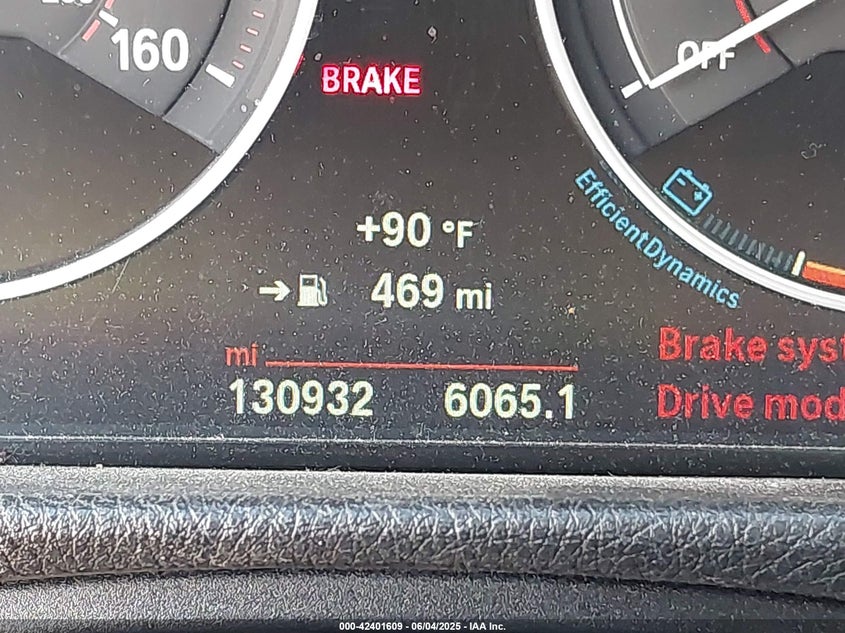 160
OFF
BRAKE
EfficientDynamics
+90 °F
469 mi
mi
130932 6065.1
Brake syst
Drive mod
000-42401609 - 06/04/2025 - IAA Inc.